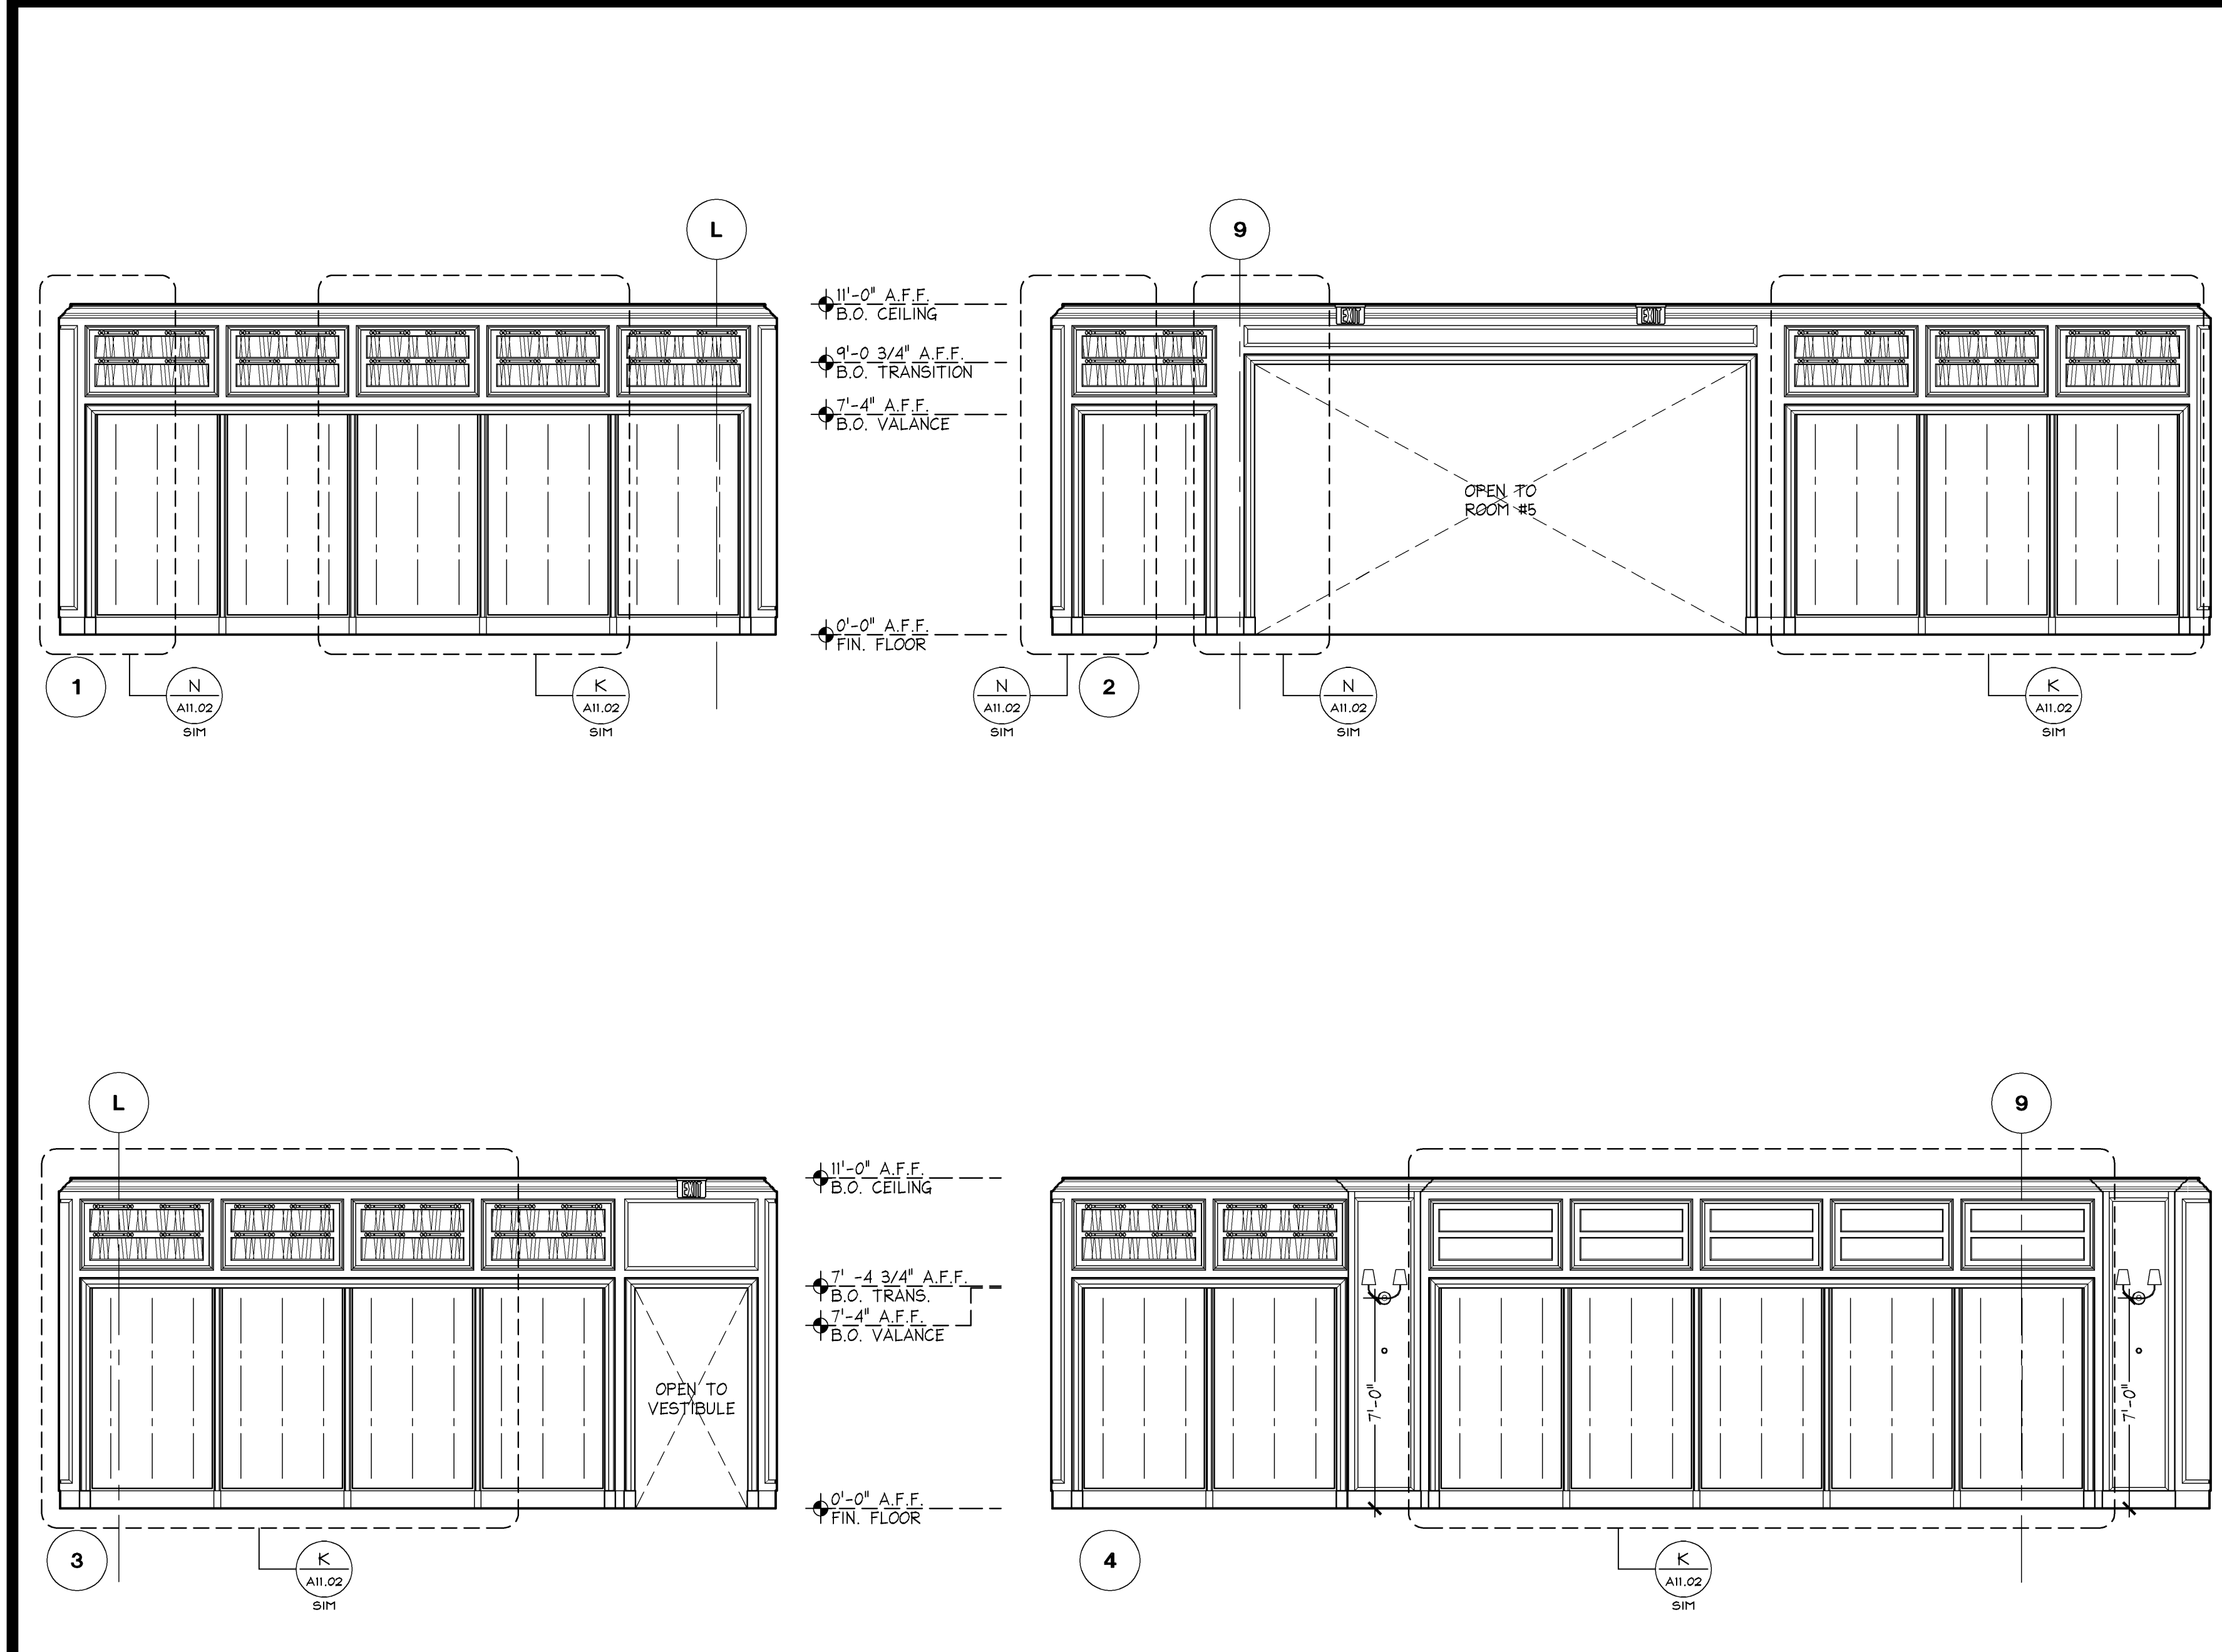 L
9
11'-0" A.F.F.
B.O. CEILING
EXIT
EXIT
9'-0 3/4" A.F.F.
B.O. TRANSITION
7'-4" A.F.F.
B.O. VALANCE
OPEN TO
ROOM #5
0'-0" A.F.F.
FIN. FLOOR
1
N
A11.02
SIM
K
A11.02
SIM
N
A11.02
SIM
2
N
A11.02
SIM
K
A11.02
SIM
L
9
11'-0" A.F.F.
B.O. CEILING
EXIT
7' -4 3/4" A.F.F.
B.O. TRANS.
7'-4" A.F.F.
B.O. VALANCE
OPEN TO
VESTIBULE
7'-0"
7'-0"
0'-0" A.F.F.
FIN. FLOOR
3
K
A11.02
SIM
4
K
A11.02
SIM